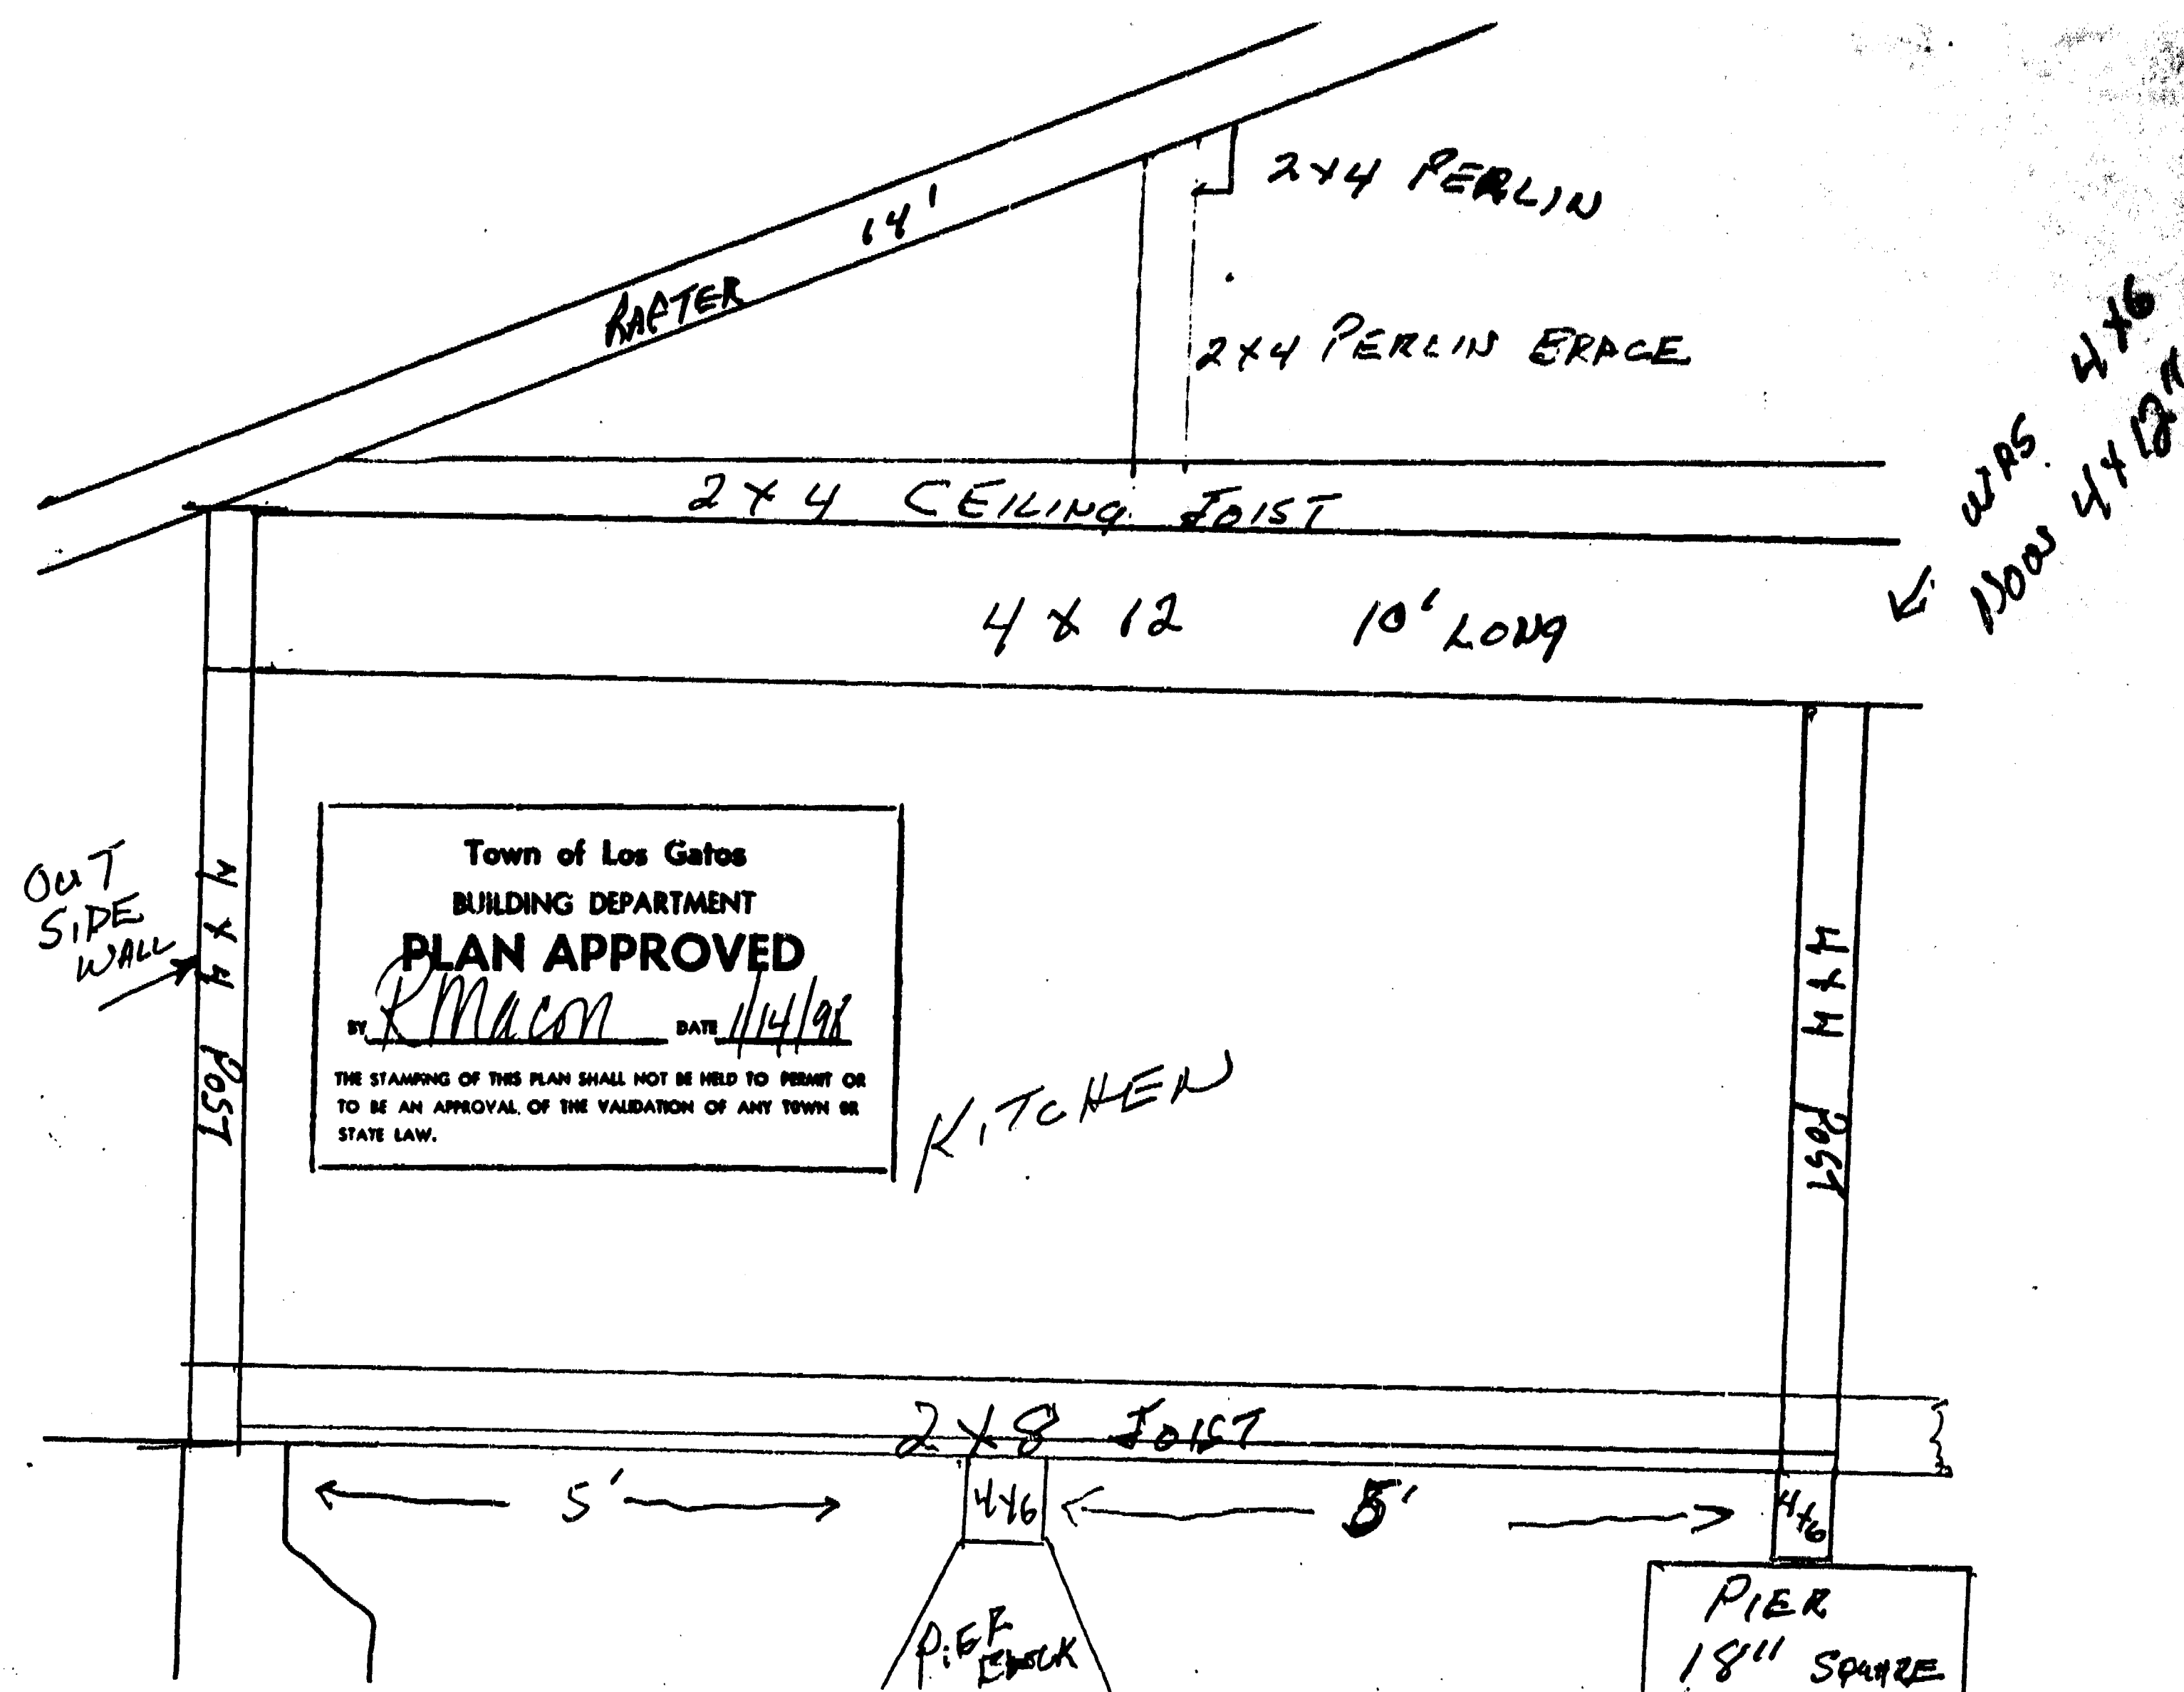 14'
RAFTER
2x4 PERLIN
2x4 PERLIN BRACE
WAS 4x6
NOW 4x12"
2x4 CEILING JOIST
4x12 10' LONG
OUT
SIDE
WALL
4x4 POST
Town of Los Gatos
BUILDING DEPARTMENT
PLAN APPROVED
BY RMacon DATE 1/14/98
THE STAMPING OF THIS PLAN SHALL NOT BE HELD TO PERMIT OR
TO BE AN APPROVAL OF THE VALIDATION OF ANY TOWN OR
STATE LAW.
KITCHEN
4x4 POST
2x8 JOIST
5'
4x6
5'
4x6
PIER
BLOCK
PIER
18" SQUARE